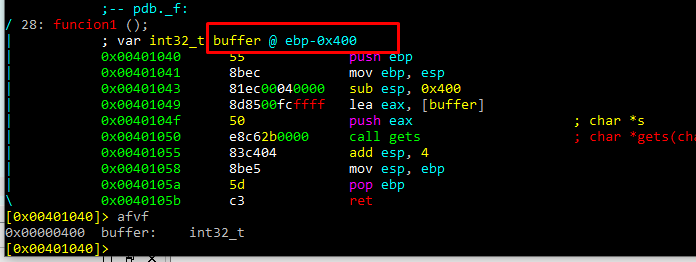 ;-- pdb._f:
/ 28: funcion1 ();
| ; var int32_t buffer @ ebp-0x400
| 0x00401040 55 push ebp
| 0x00401041 8bec mov ebp, esp
| 0x00401043 81ec00040000 sub esp, 0x400
| 0x00401049 8d8500fcffff lea eax, [buffer]
| 0x0040104f 50 push eax ; char *s
| 0x00401050 e8c62b0000 call gets ; char *gets(cha
| 0x00401055 83c404 add esp, 4
| 0x00401058 8be5 mov esp, ebp
| 0x0040105a 5d pop ebp
\ 0x0040105b c3 ret
[0x00401040]> afvf
0x00000400 buffer: int32_t
[0x00401040]>